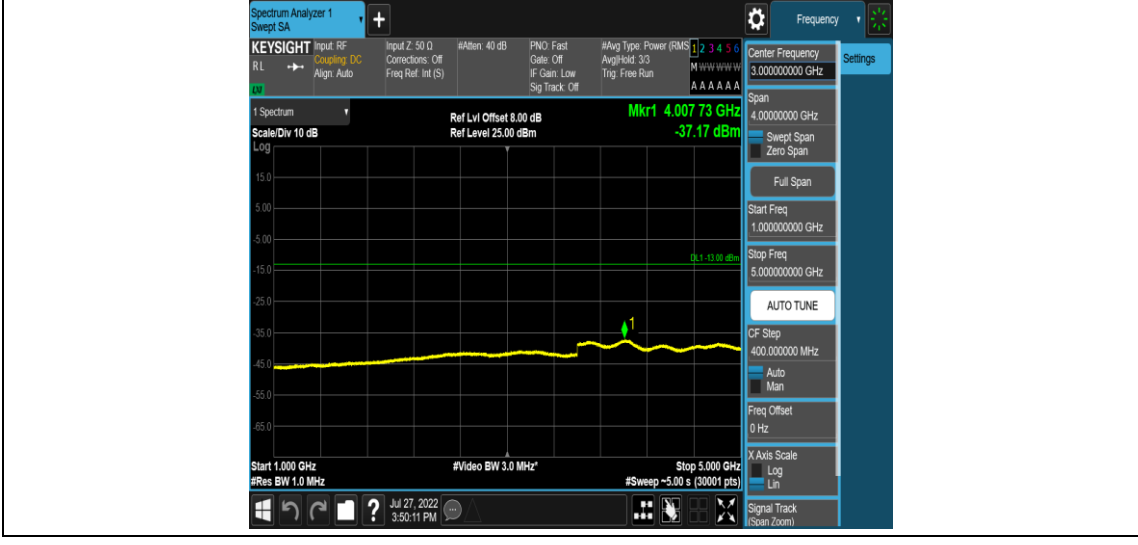 Spectrum Analyzer 1
Swept SA
+
Frequency
KEYSIGHT
RL
LXI
Input: RF
Coupling: DC
Align: Auto
Input Z: 50 Ω
Corrections: Off
Freq Ref: Int (S)
#Atten: 40 dB
PNO: Fast
Gate: Off
IF Gain: Low
Sig Track: Off
#Avg Type: Power (RMS
Avg|Hold: 3/3
Trig: Free Run
1 2 3 4 5 6
M W W W W W
A A A A A A
1 Spectrum
Scale/Div 10 dB
Log
Ref Lvl Offset 8.00 dB
Ref Level 25.00 dBm
Mkr1 4.007 73 GHz
-37.17 dBm
15.0
5.00
-5.00
-15.0
-25.0
-35.0
-45.0
-55.0
-65.0
DL1 -13.00 dBm
1
Start 1.000 GHz
#Res BW 1.0 MHz
#Video BW 3.0 MHz*
Stop 5.000 GHz
#Sweep ~5.00 s (30001 pts)
Center Frequency
3.000000000 GHz
Settings
Span
4.00000000 GHz
Swept Span
Zero Span
Full Span
Start Freq
1.000000000 GHz
Stop Freq
5.000000000 GHz
AUTO TUNE
CF Step
400.000000 MHz
Auto
Man
Freq Offset
0 Hz
X Axis Scale
Log
Lin
Signal Track
(Span Zoom)
?
Jul 27, 2022
3:50:11 PM